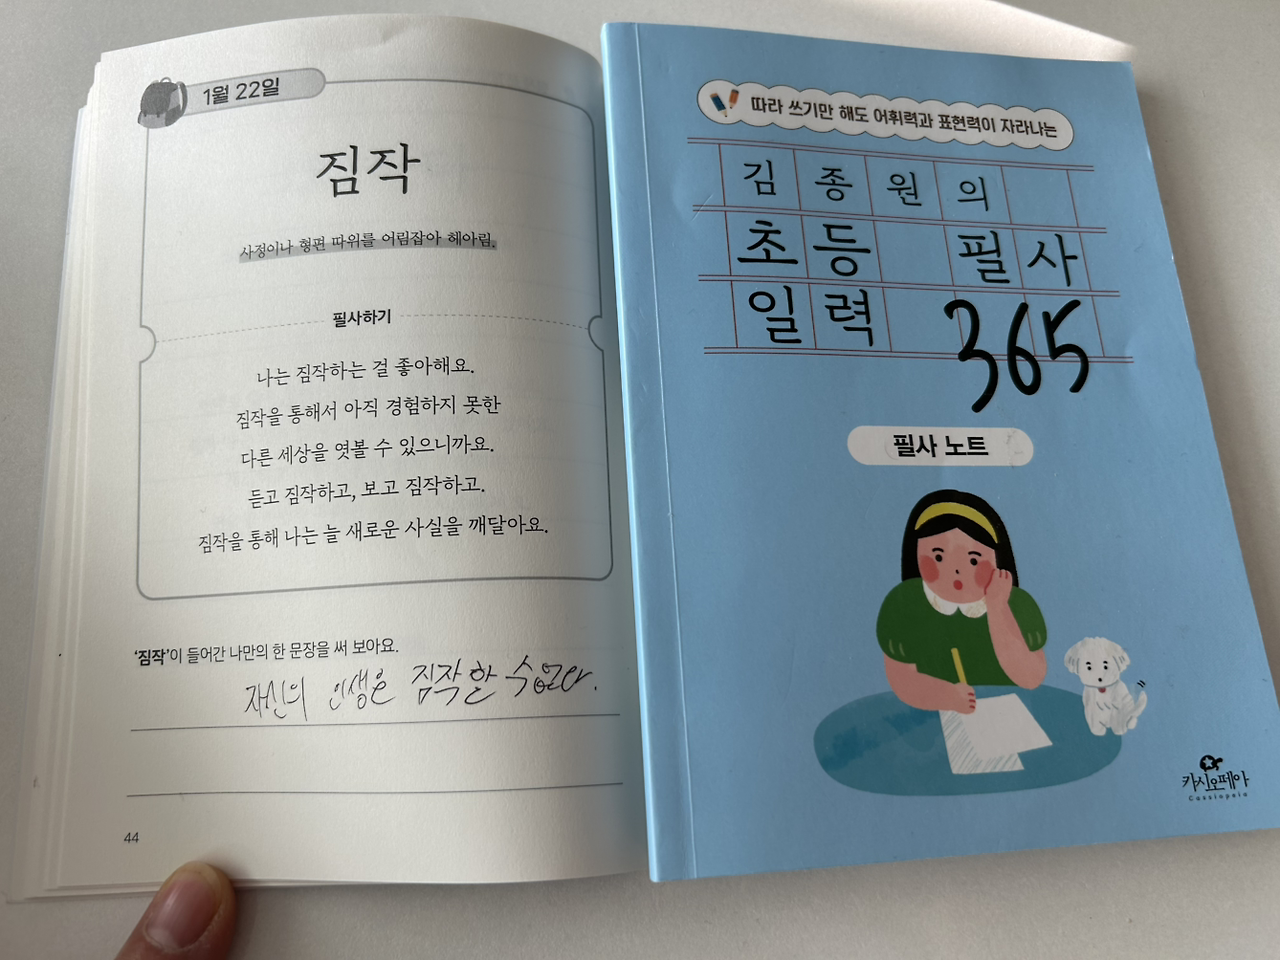 1월 22일
짐작
사정이나 형편 따위를 어림잡아 헤아림.
필사하기
나는 짐작하는 걸 좋아해요.
짐작을 통해서 아직 경험하지 못한
다른 세상을 엿볼 수 있으니까요.
듣고 짐작하고, 보고 짐작하고.
짐작을 통해 나는 늘 새로운 사실을 깨달아요.
'짐작'이 들어간 나만의 한 문장을 써 보아요.
자신의 인생은 짐작할 수 없다.
44
따라 쓰기만 해도 어휘력과 표현력이 자라나는
김종원의
초등 필사
일력 365
필사 노트
카시오페아
Cassiopeia